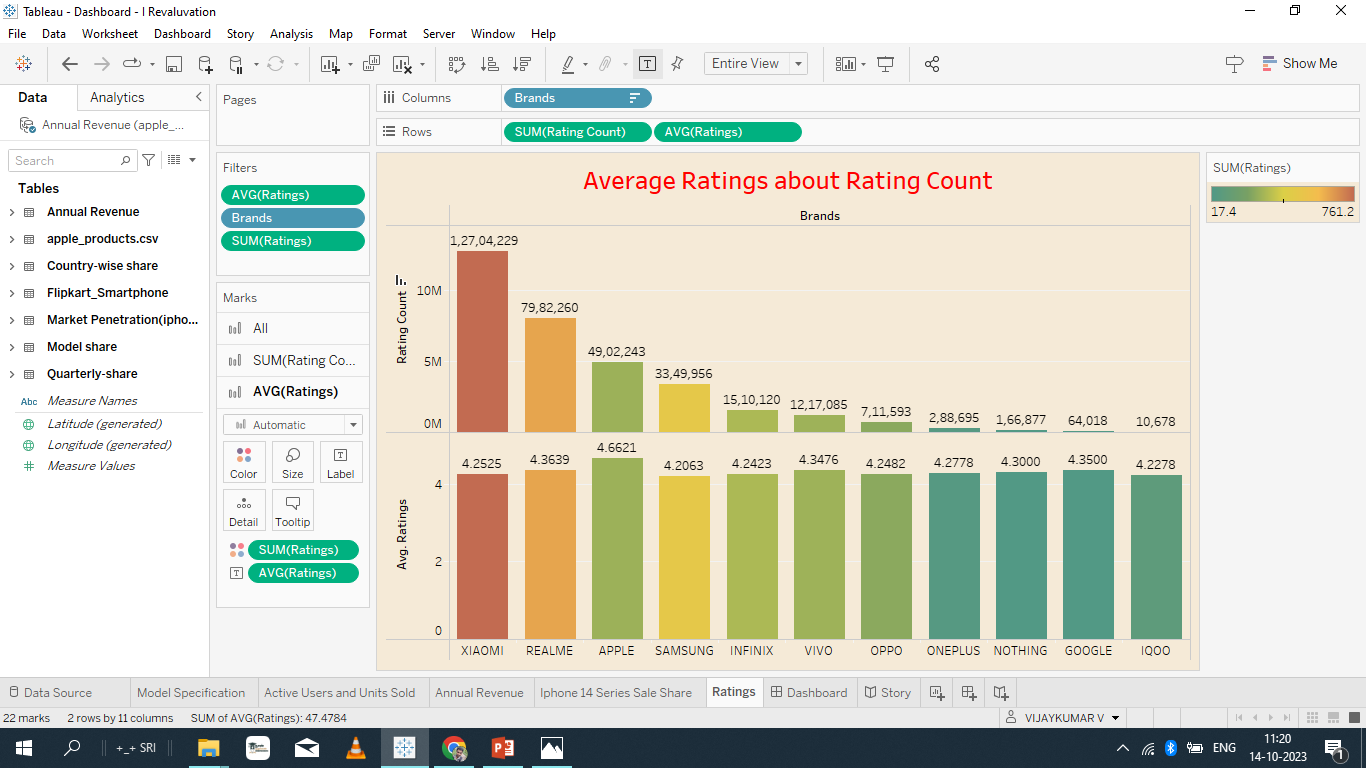 Tableau - Dashboard - I Revaluvation
File Data Worksheet Dashboard Story Analysis Map Format Server Window Help
Entire View
Show Me
Data Analytics
Annual Revenue (apple_...
Search
Tables
Annual Revenue
apple_products.csv
Country-wise share
Flipkart_Smartphone
Market Penetration(ipho...
Model share
Quarterly-share
Abc Measure Names
Latitude (generated)
Longitude (generated)
Measure Values
Pages
Filters
AVG(Ratings)
Brands
SUM(Ratings)
Marks
All
SUM(Rating Co...
AVG(Ratings)
Automatic
Color Size Label
Detail Tooltip
SUM(Ratings)
AVG(Ratings)
Columns Brands
Rows SUM(Rating Count) AVG(Ratings)
Average Ratings about Rating Count
Brands
Rating Count
10M
5M
0M
1,27,04,229
79,82,260
49,02,243
33,49,956
15,10,120
12,17,085
7,11,593
2,88,695
1,66,877
64,018
10,678
Avg. Ratings
4
2
0
4.2525 4.3639 4.6621 4.2063 4.2423 4.3476 4.2482 4.2778 4.3000 4.3500 4.2278
XIAOMI REALME APPLE SAMSUNG INFINIX VIVO OPPO ONEPLUS NOTHING GOOGLE IQOO
SUM(Ratings)
17.4 761.2
Data Source Model Specification Active Users and Units Sold Annual Revenue Iphone 14 Series Sale Share Ratings Dashboard Story
22 marks 2 rows by 11 columns SUM of AVG(Ratings): 47.4784
VIJAYKUMAR V
+_+ SRI
ENG
11:20
14-10-2023
1